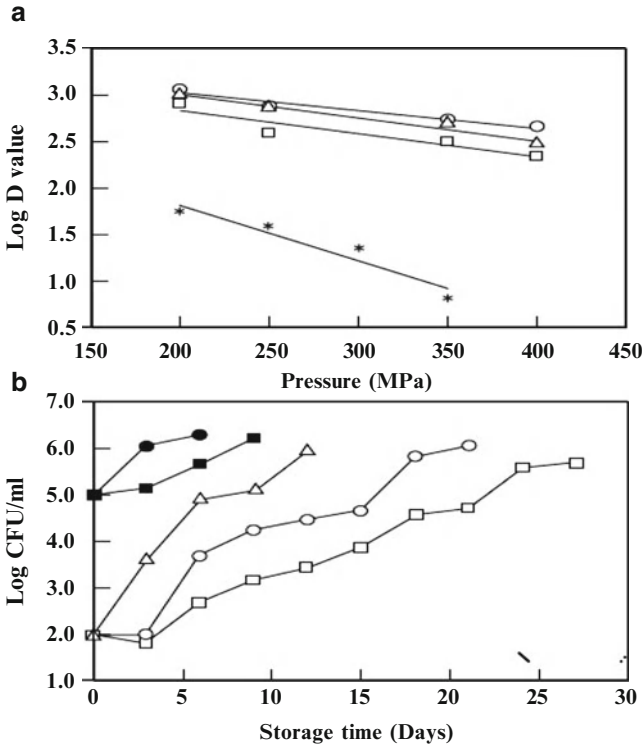 a
3.5
3.0
2.5
2.0
1.5
1.0
0.5
Log D value
150 200 250 300 350 400 450
Pressure (MPa)
b
7.0
6.0
5.0
4.0
3.0
2.0
1.0
Log CFU/ml
0 5 10 15 20 25 30
Storage time (Days)